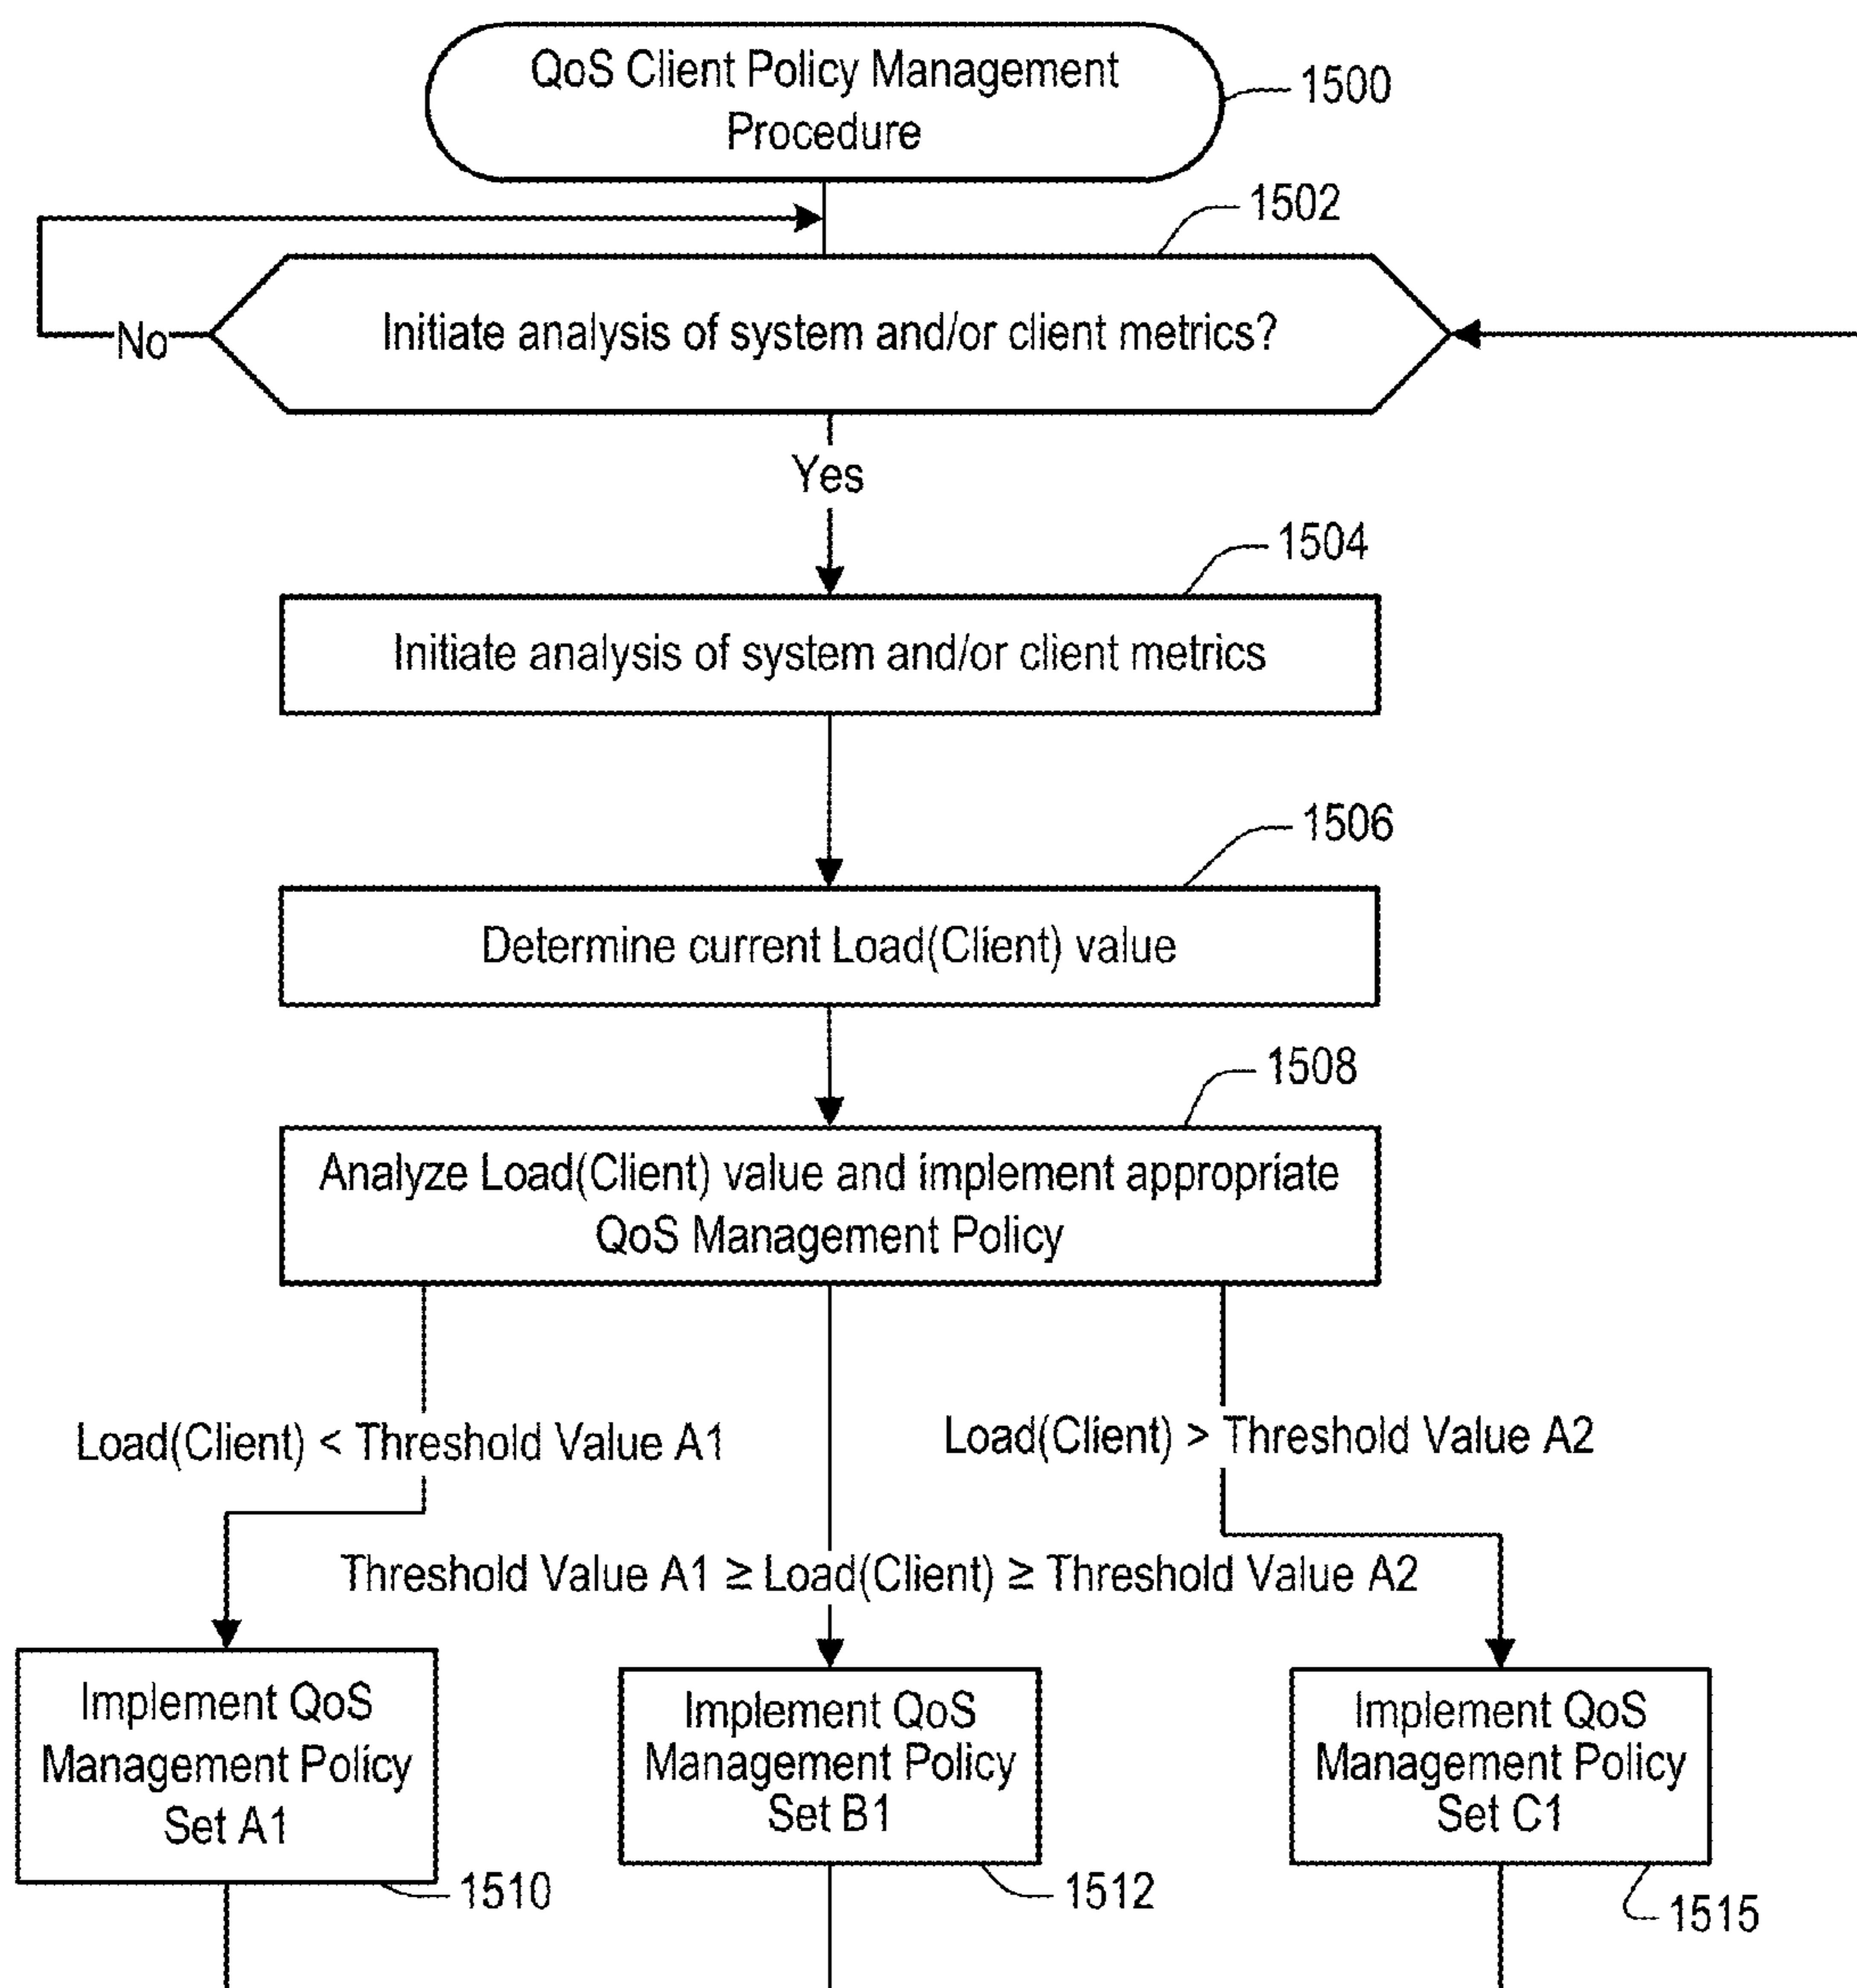 QoS Client Policy Management
Procedure
1500
1502
Initiate analysis of system and/or client metrics?
No
Yes
1504
Initiate analysis of system and/or client metrics
1506
Determine current Load(Client) value
1508
Analyze Load(Client) value and implement appropriate
QoS Management Policy
Load(Client) < Threshold Value A1
Load(Client) > Threshold Value A2
Threshold Value A1 ≥ Load(Client) ≥ Threshold Value A2
Implement QoS
Management Policy
Set A1
1510
Implement QoS
Management Policy
Set B1
1512
Implement QoS
Management Policy
Set C1
1515